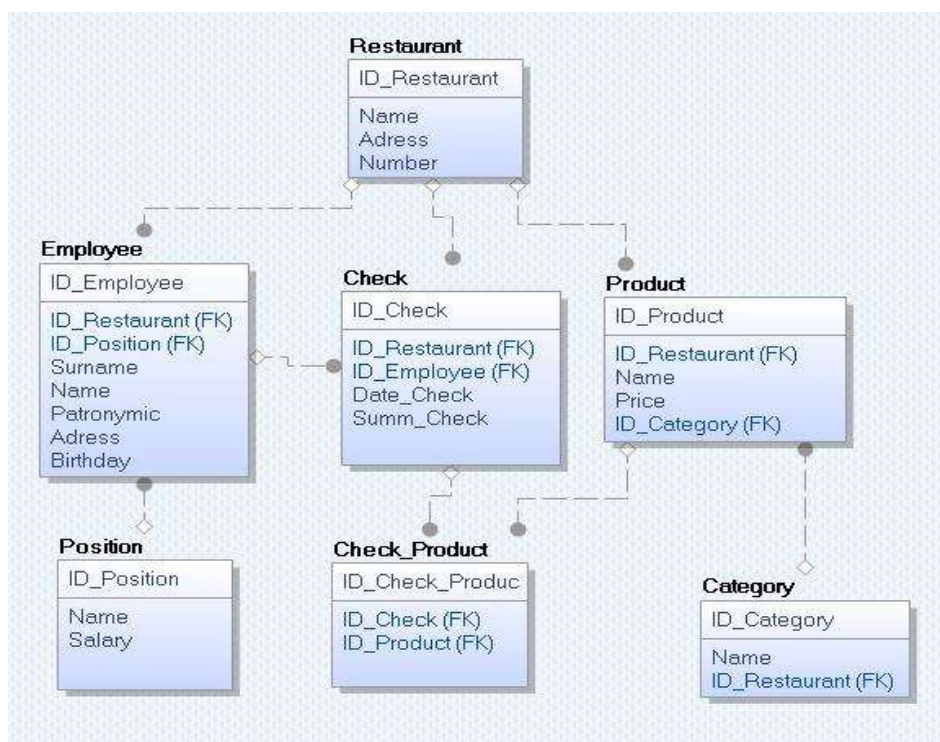 Restaurant
ID_Restaurant
Name
Adress
Number
Employee
ID_Employee
ID_Restaurant (FK)
ID_Position (FK)
Surname
Name
Patronymic
Adress
Birthday
Check
ID_Check
ID_Restaurant (FK)
ID_Employee (FK)
Date_Check
Summ_Check
Product
ID_Product
ID_Restaurant (FK)
Name
Price
ID_Category (FK)
Position
ID_Position
Name
Salary
Check_Product
ID_Check_Produc
ID_Check (FK)
ID_Product (FK)
Category
ID_Category
Name
ID_Restaurant (FK)